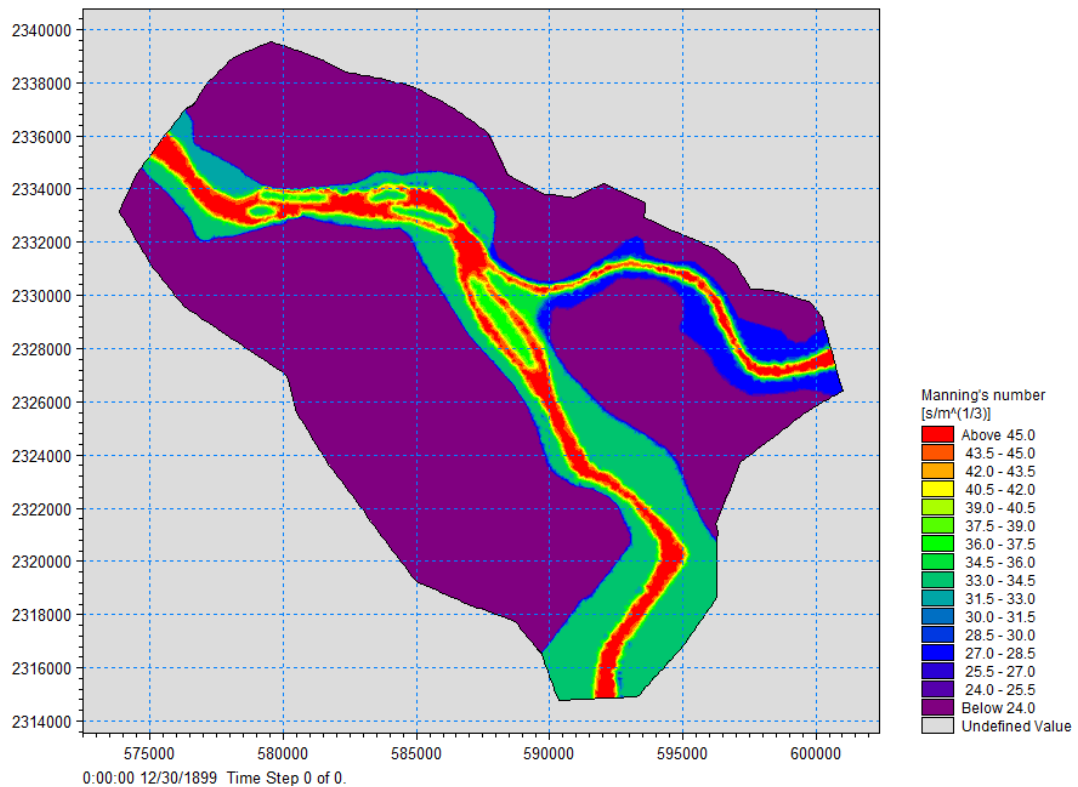 2340000
2338000
2336000
2334000
2332000
2330000
2328000
2326000
2324000
2322000
2320000
2318000
2316000
2314000
575000 580000 585000 590000 595000 600000
0:00:00 12/30/1899 Time Step 0 of 0.
Manning's number
[s/m^(1/3)]
Above 45.0
43.5 - 45.0
42.0 - 43.5
40.5 - 42.0
39.0 - 40.5
37.5 - 39.0
36.0 - 37.5
34.5 - 36.0
33.0 - 34.5
31.5 - 33.0
30.0 - 31.5
28.5 - 30.0
27.0 - 28.5
25.5 - 27.0
24.0 - 25.5
Below 24.0
Undefined Value